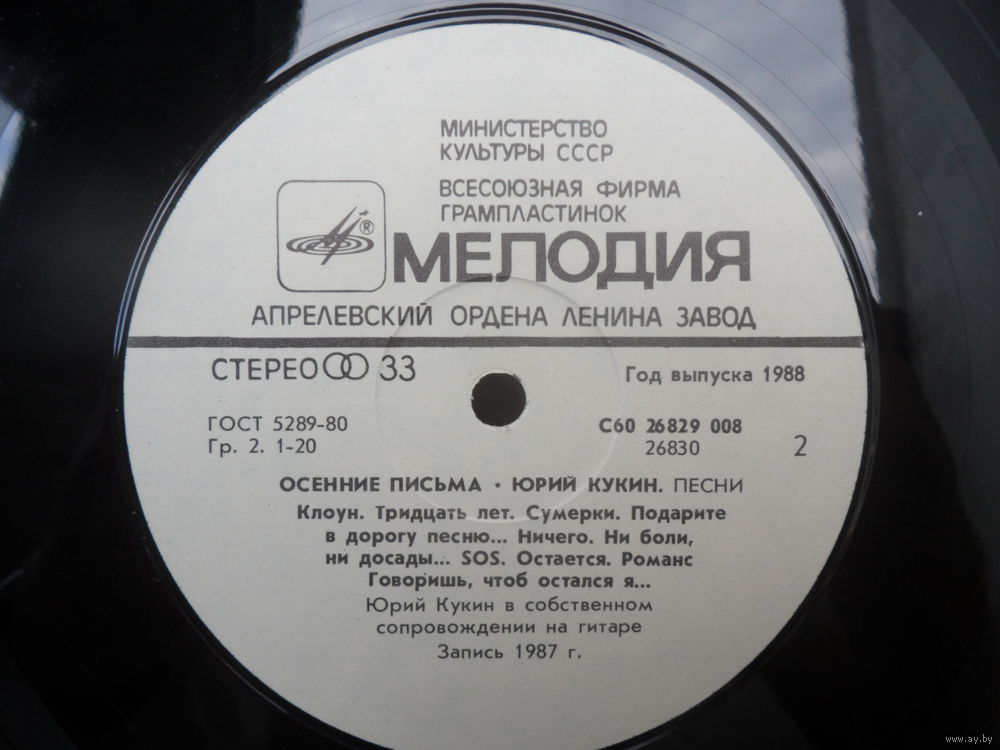 МИНИСТЕРСТВО
КУЛЬТУРЫ СССР
ВСЕСОЮЗНАЯ ФИРМА
ГРАМПЛАСТИНОК
®
МЕЛОДИЯ
АПРЕЛЕВСКИЙ ОРДЕНА ЛЕНИНА ЗАВОД
СТЕРЕО 33
Год выпуска 1988
ГОСТ 5289-80
Гр. 2. 1-20
С60 26829 008
26830
2
ОСЕННИЕ ПИСЬМА ⋆ ЮРИЙ КУКИН. ПЕСНИ
Клоун. Тридцать лет. Сумерки. Подарите
в дорогу песню... Ничего. Ни боли,
ни досады... SOS. Остается. Романс
Говоришь, чтоб остался я...
Юрий Кукин в собственном
сопровождении на гитаре
Запись 1987 г.
www.ay.by